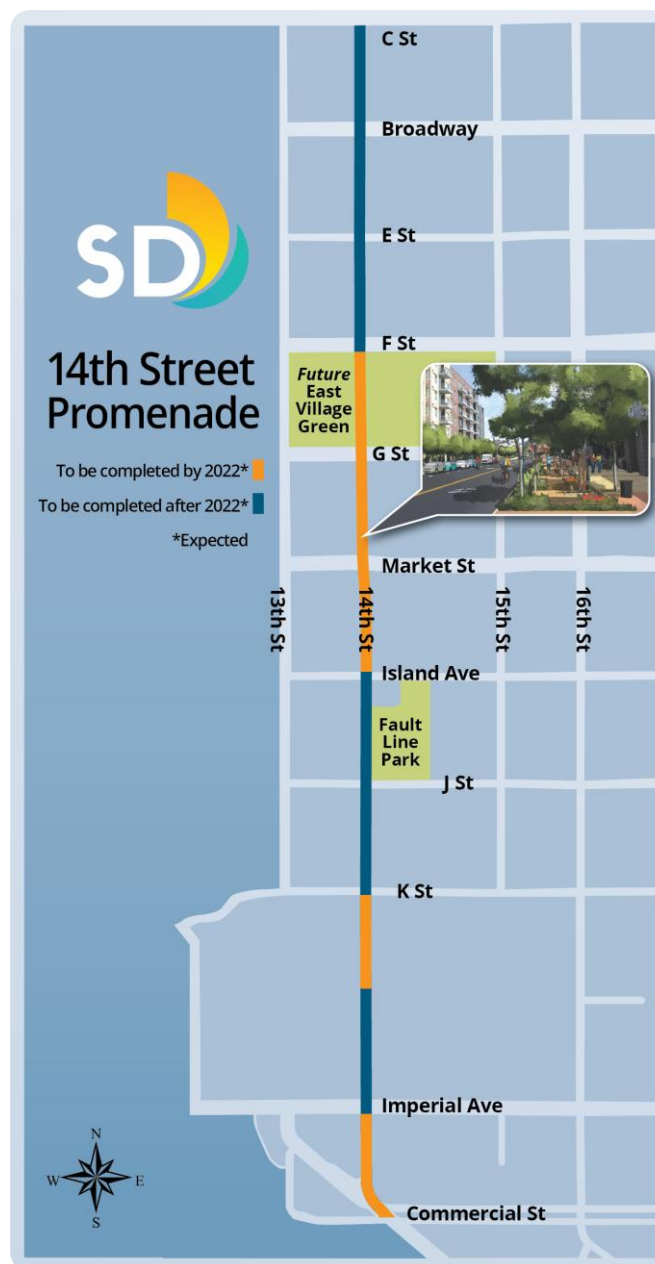 C St
Broadway
E St
SD
F St
14th Street
Promenade
Future
East
Village
Green
G St
To be completed by 2022*
To be completed after 2022*
*Expected
Market St
13th St
14th St
15th St
16th St
Island Ave
Fault
Line
Park
J St
K St
Imperial Ave
N
W
E
S
Commercial St